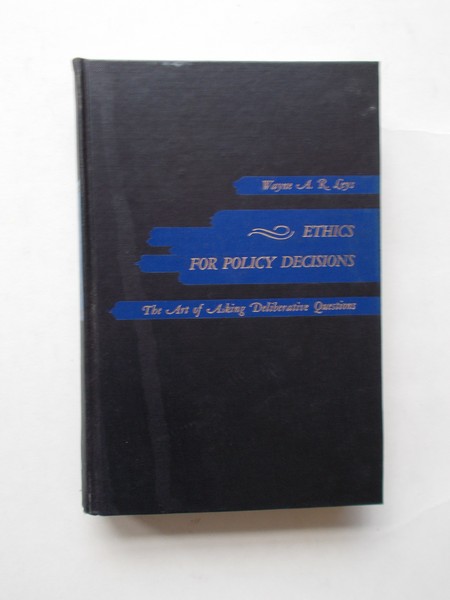 Wayne A. R. Leys
ETHICS
FOR POLICY DECISIONS
The Art of Asking Deliberative Questions